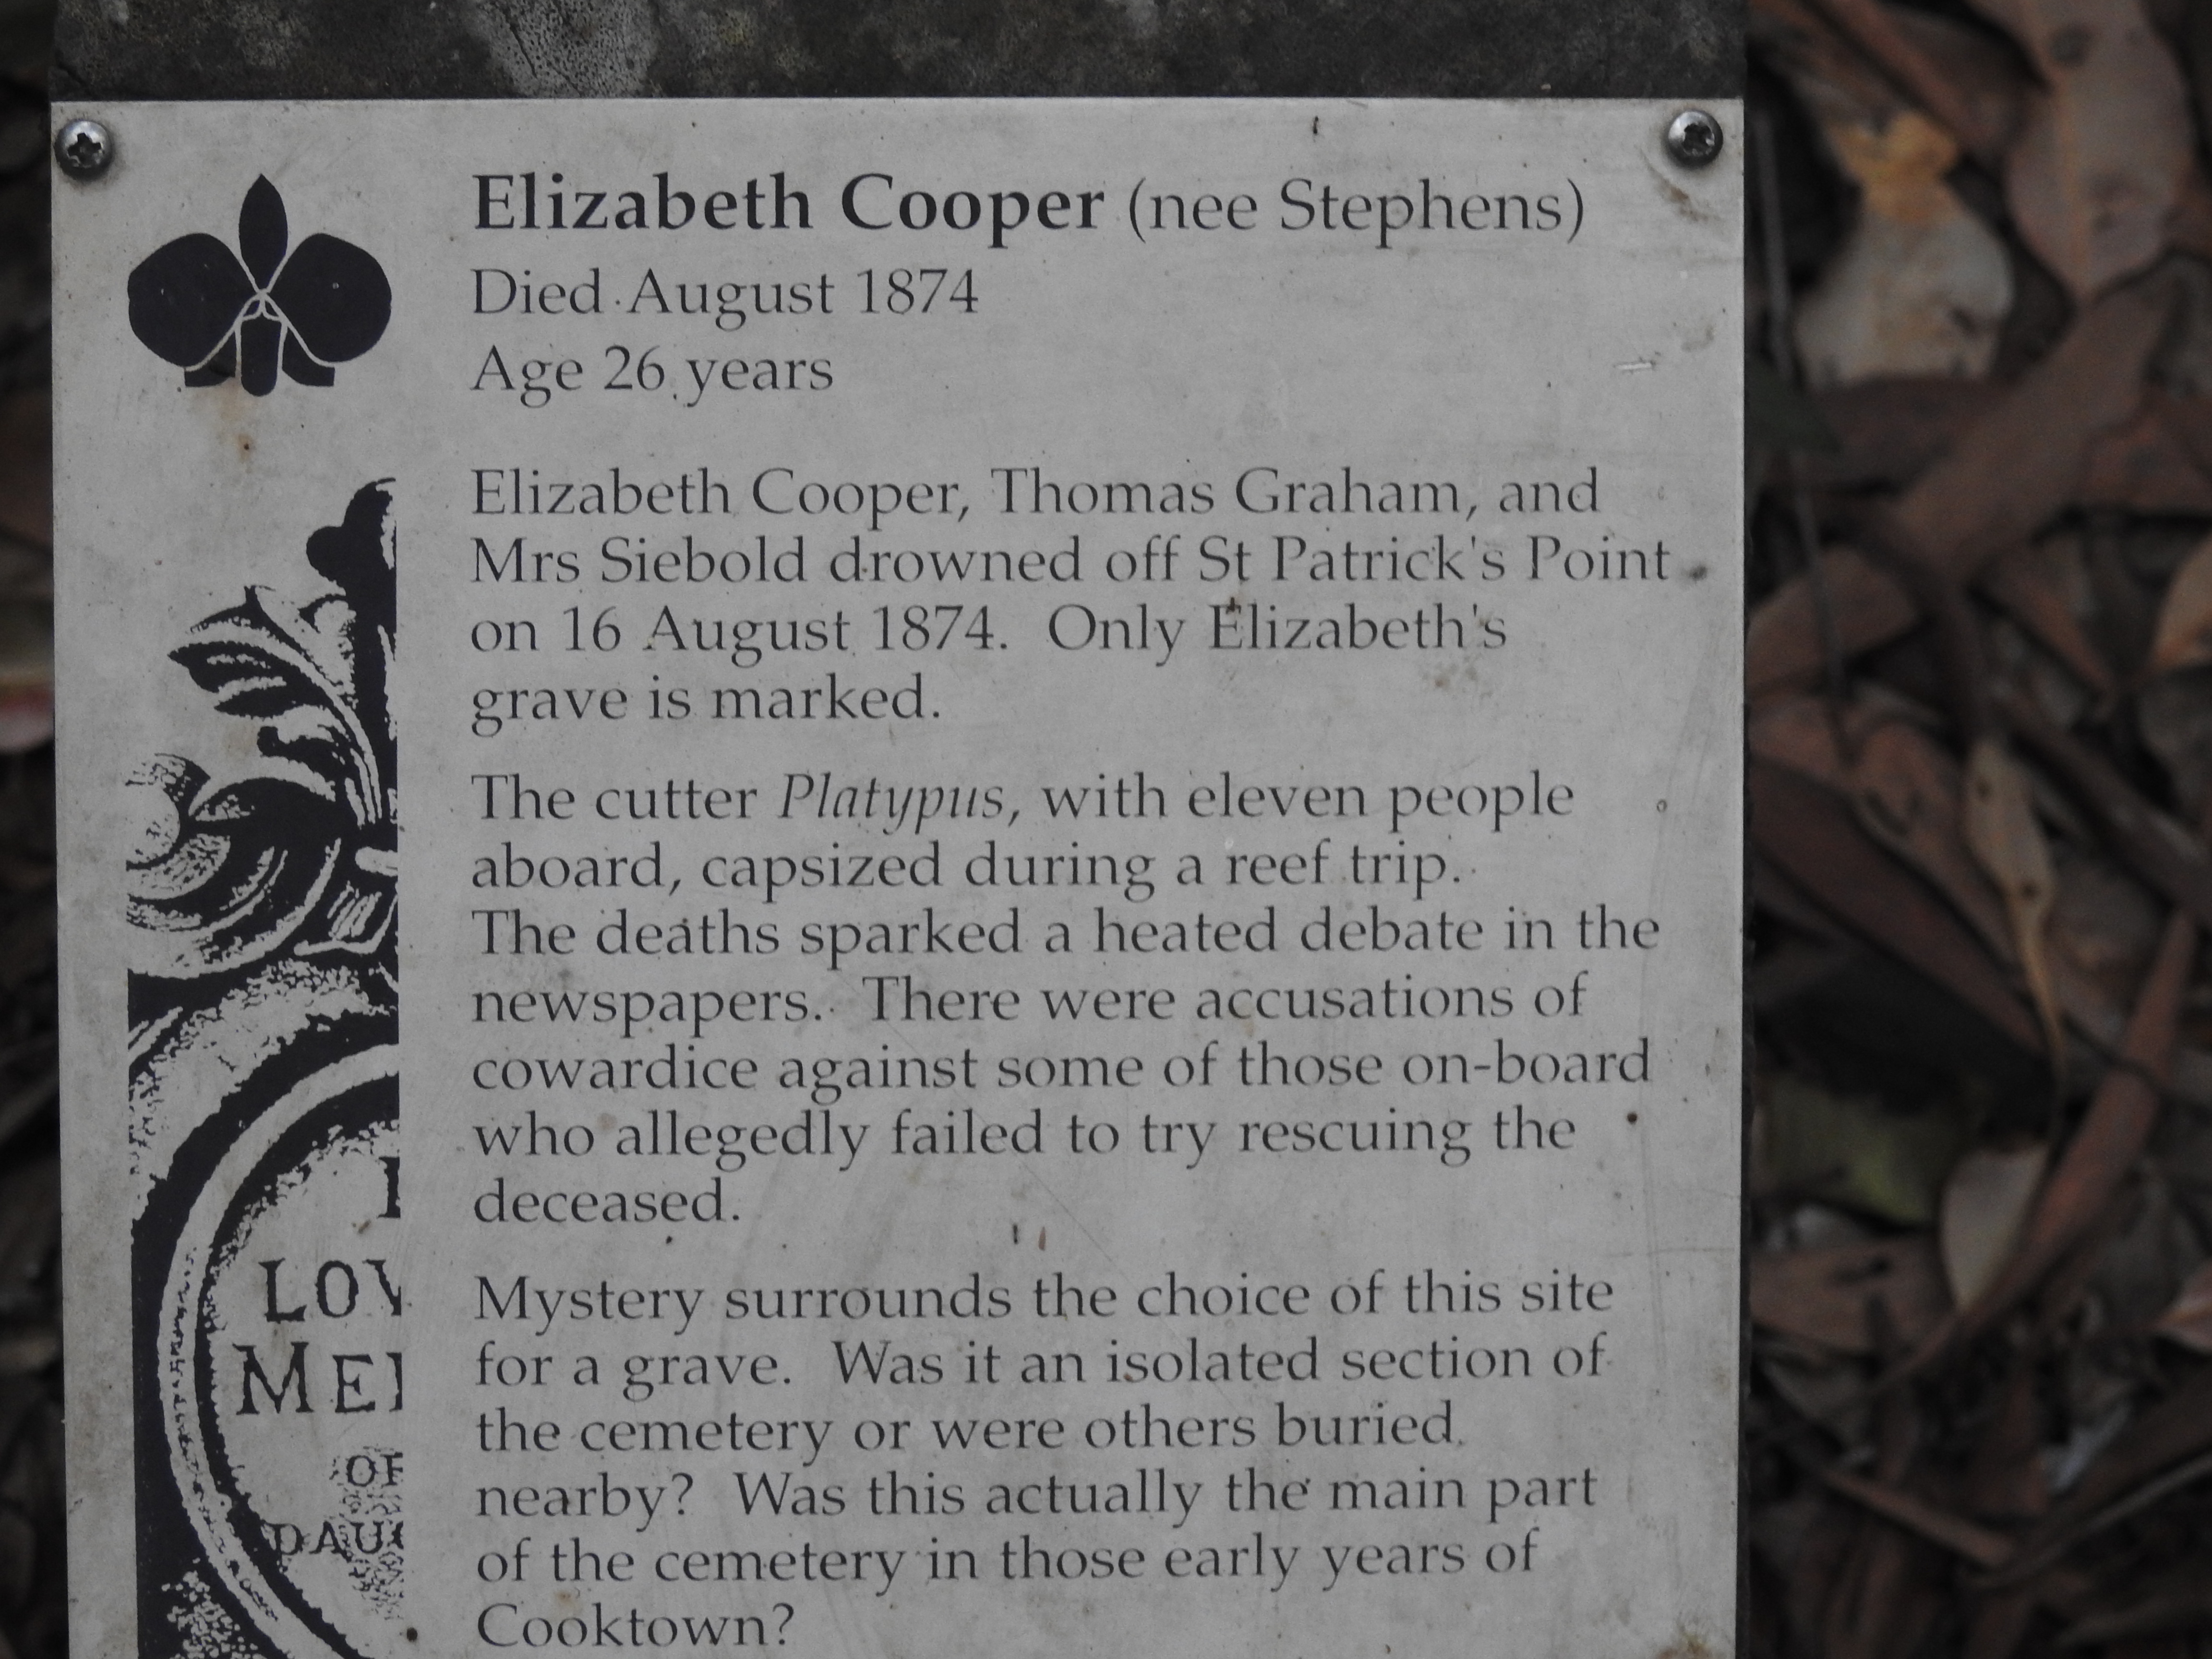 Elizabeth Cooper (nee Stephens)
Died August 1874
Age 26 years
Elizabeth Cooper, Thomas Graham, and
Mrs Siebold drowned off St Patrick's Point
on 16 August 1874. Only Elizabeth's
grave is marked.
The cutter Platypus, with eleven people
aboard, capsized during a reef trip.
The deaths sparked a heated debate in the
newspapers. There were accusations of
cowardice against some of those on-board
who allegedly failed to try rescuing the
deceased.
Mystery surrounds the choice of this site
for a grave. Was it an isolated section of
the cemetery or were others buried
nearby? Was this actually the main part
of the cemetery in those early years of
Cooktown?
LOV
ME
OF
DAU